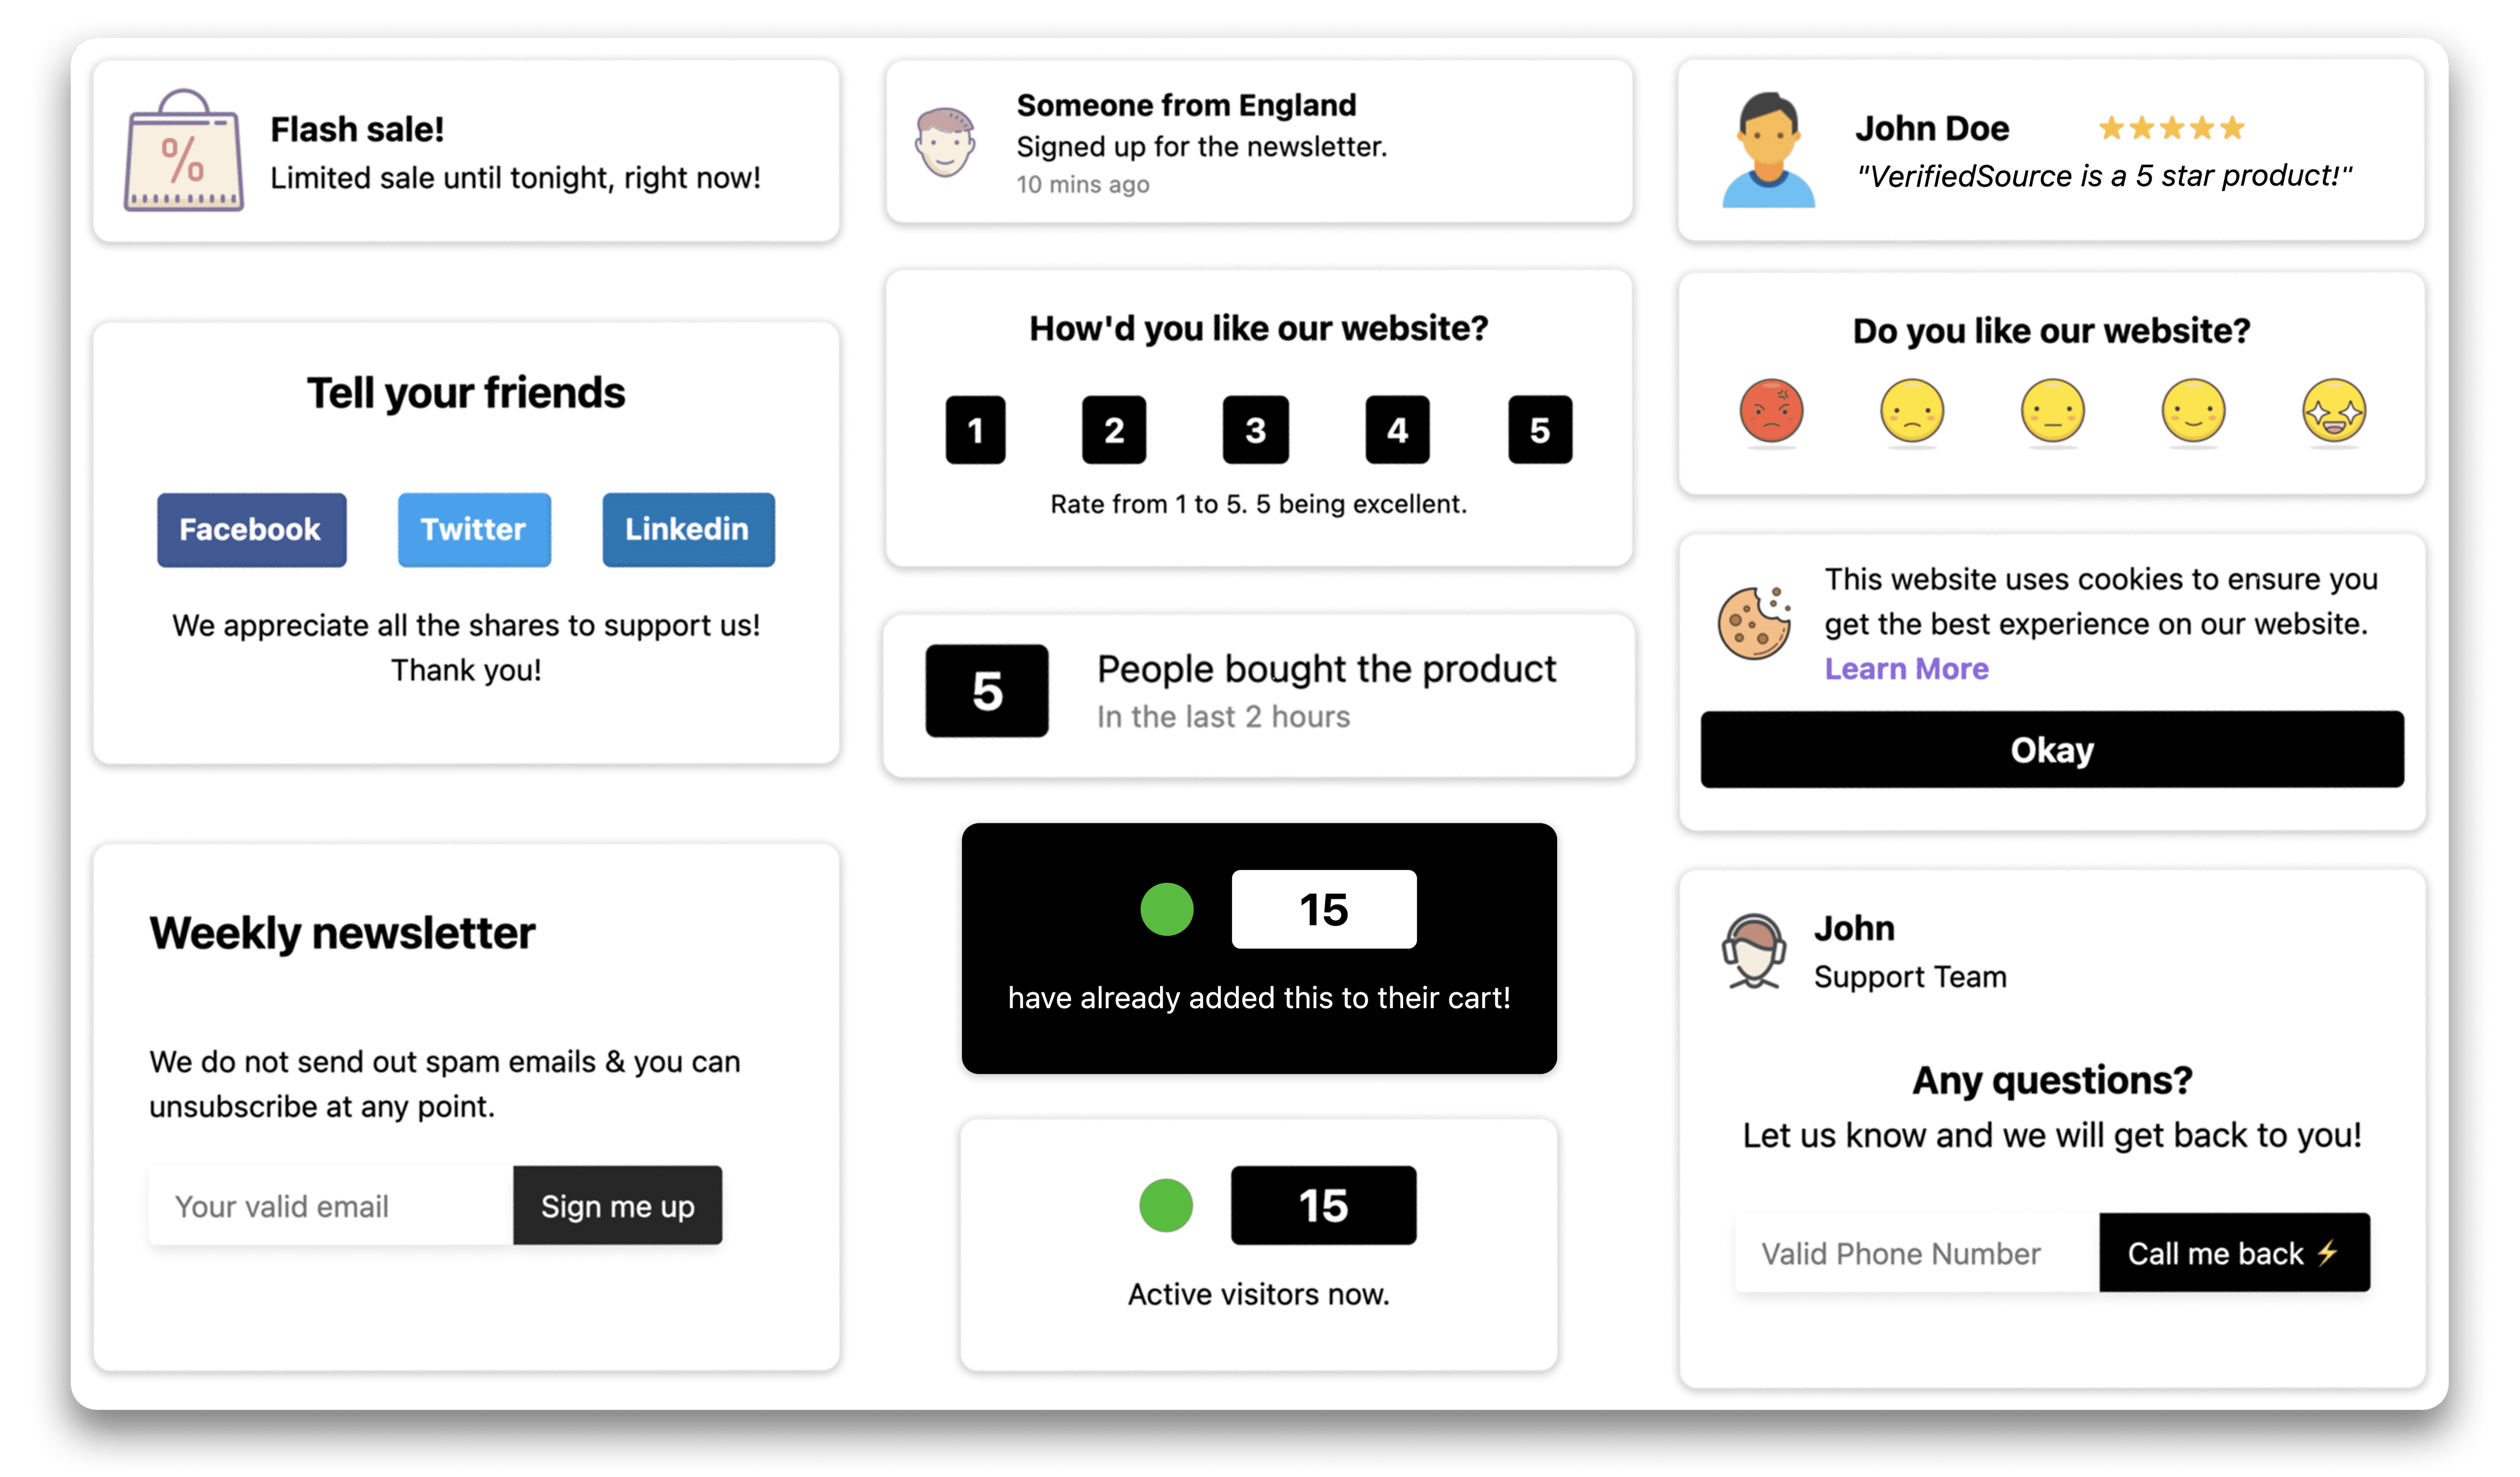 Flash sale!
Limited sale until tonight, right now!
Tell your friends
Facebook
Twitter
Linkedin
We appreciate all the shares to support us!
Thank you!
Weekly newsletter
We do not send out spam emails & you can
unsubscribe at any point.
Your valid email
Sign me up
Someone from England
Signed up for the newsletter.
10 mins ago
How'd you like our website?
1
2
3
4
5
Rate from 1 to 5. 5 being excellent.
5
People bought the product
In the last 2 hours
15
have already added this to their cart!
15
Active visitors now.
John Doe
"VerifiedSource is a 5 star product!"
Do you like our website?
This website uses cookies to ensure you
get the best experience on our website.
Learn More
Okay
John
Support Team
Any questions?
Let us know and we will get back to you!
Valid Phone Number
Call me back ⚡